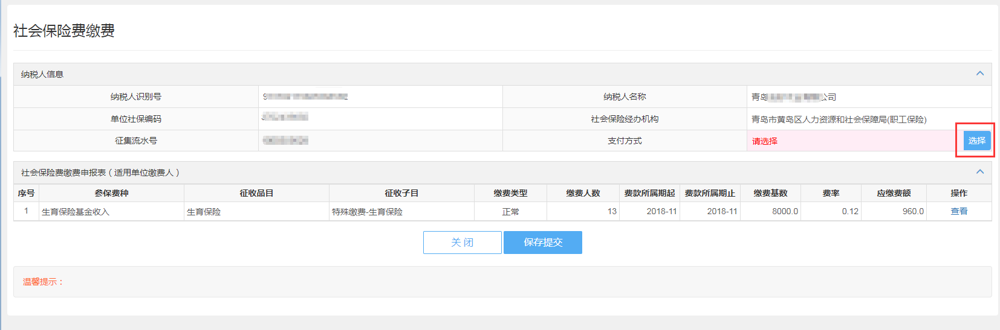 社会保险费缴费
纳税人信息
纳税人识别号 纳税人名称 青岛 公司
单位社保编码 社会保险经办机构 青岛市黄岛区人力资源和社会保障局(职工保险)
征集流水号 支付方式 请选择 选择
社会保险费缴费申报表（适用单位缴费人）
序号 参保费种 征收品目 征收子目 缴费类型 缴费人数 费款所属期起 费款所属期止 缴费基数 费率 应缴费额 操作
1 生育保险基金收入 生育保险 特殊缴费-生育保险 正常 13 2018-11 2018-11 8000.0 0.12 960.0 查看
关 闭 保存提交
温馨提示：